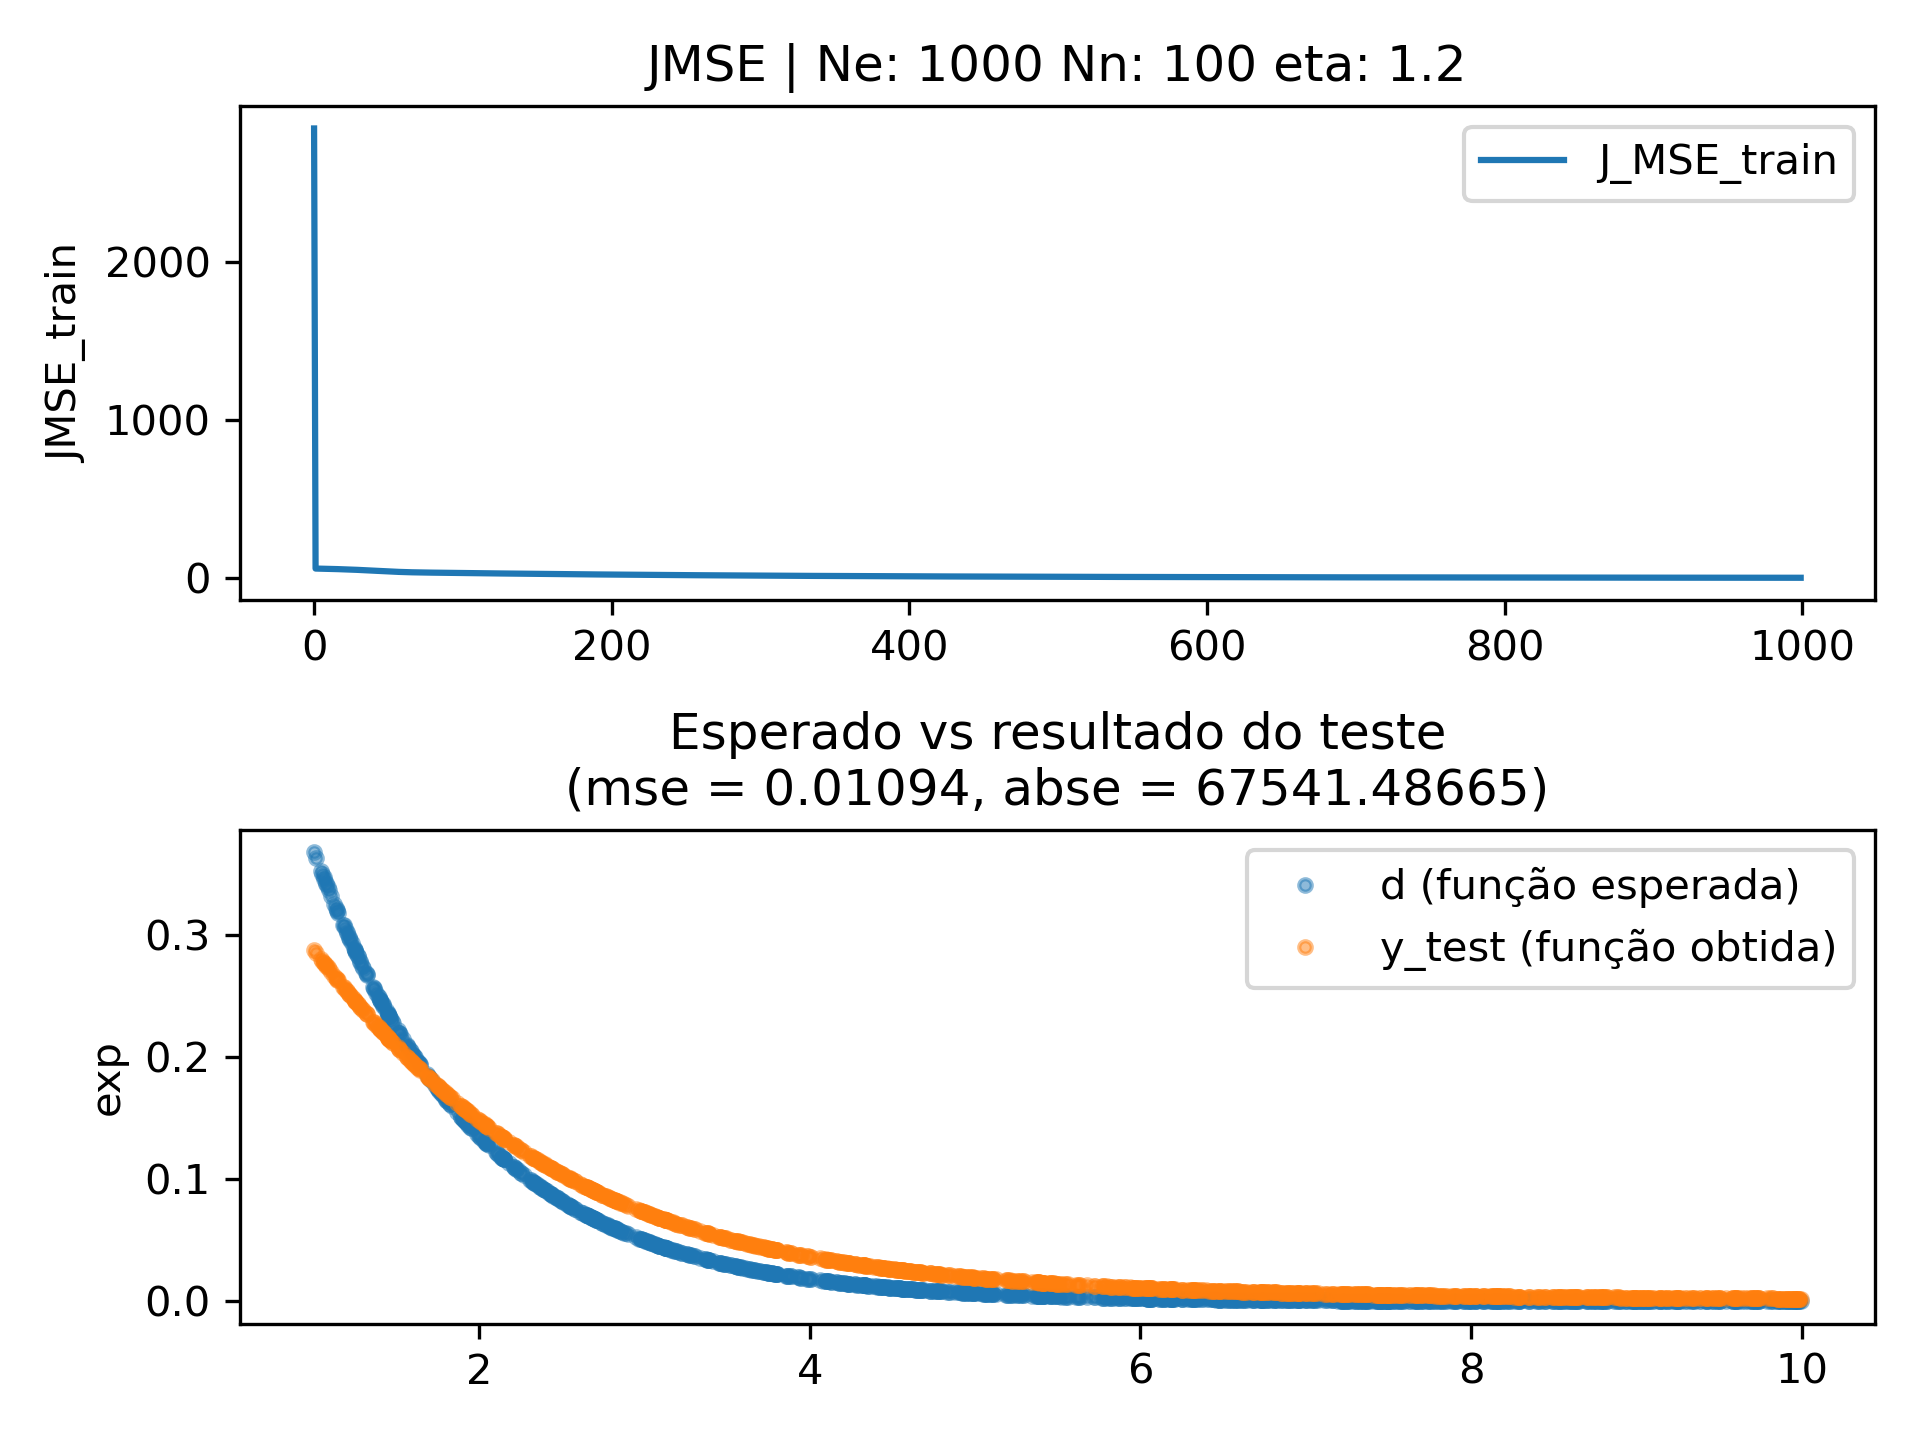 JMSE | Ne: 1000 Nn: 100 eta: 1.2
J_MSE_train
JMSE_train
2000
1000
0
0
200
400
600
800
1000
Esperado vs resultado do teste
(mse = 0.01094, abse = 67541.48665)
d (função esperada)
y_test (função obtida)
exp
0.3
0.2
0.1
0.0
2
4
6
8
10